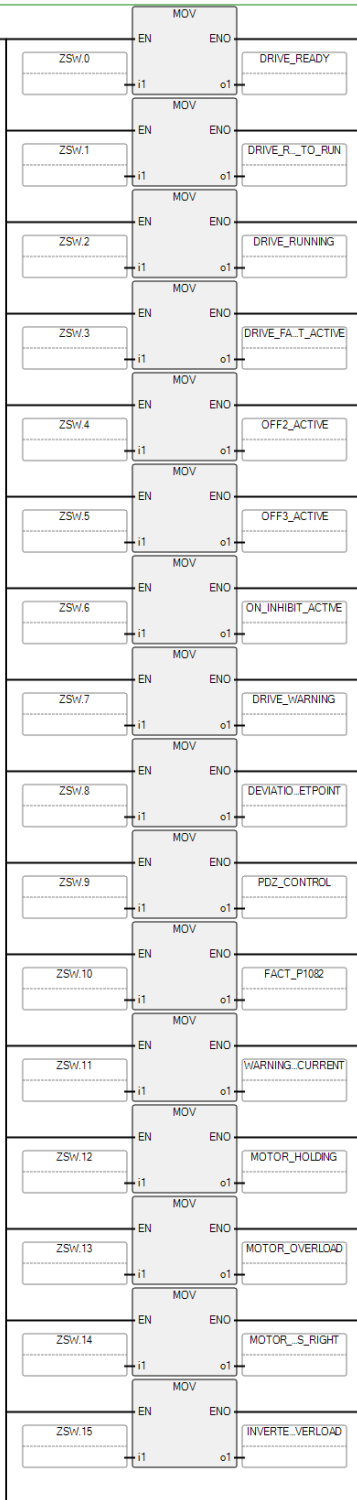 MOV
EN ENO
ZSW.0 DRIVE_READY
i1 o1
MOV
EN ENO
ZSW.1 DRIVE_R..._TO_RUN
i1 o1
MOV
EN ENO
ZSW.2 DRIVE_RUNNING
i1 o1
MOV
EN ENO
ZSW.3 DRIVE_FA...T_ACTIVE
i1 o1
MOV
EN ENO
ZSW.4 OFF2_ACTIVE
i1 o1
MOV
EN ENO
ZSW.5 OFF3_ACTIVE
i1 o1
MOV
EN ENO
ZSW.6 ON_INHIBIT_ACTIVE
i1 o1
MOV
EN ENO
ZSW.7 DRIVE_WARNING
i1 o1
MOV
EN ENO
ZSW.8 DEVIATIO...ETPOINT
i1 o1
MOV
EN ENO
ZSW.9 PDZ_CONTROL
i1 o1
MOV
EN ENO
ZSW.10 FACT_P1082
i1 o1
MOV
EN ENO
ZSW.11 WARNING...CURRENT
i1 o1
MOV
EN ENO
ZSW.12 MOTOR_HOLDING
i1 o1
MOV
EN ENO
ZSW.13 MOTOR_OVERLOAD
i1 o1
MOV
EN ENO
ZSW.14 MOTOR_...S_RIGHT
i1 o1
MOV
EN ENO
ZSW.15 INVERTE...VERLOAD
i1 o1